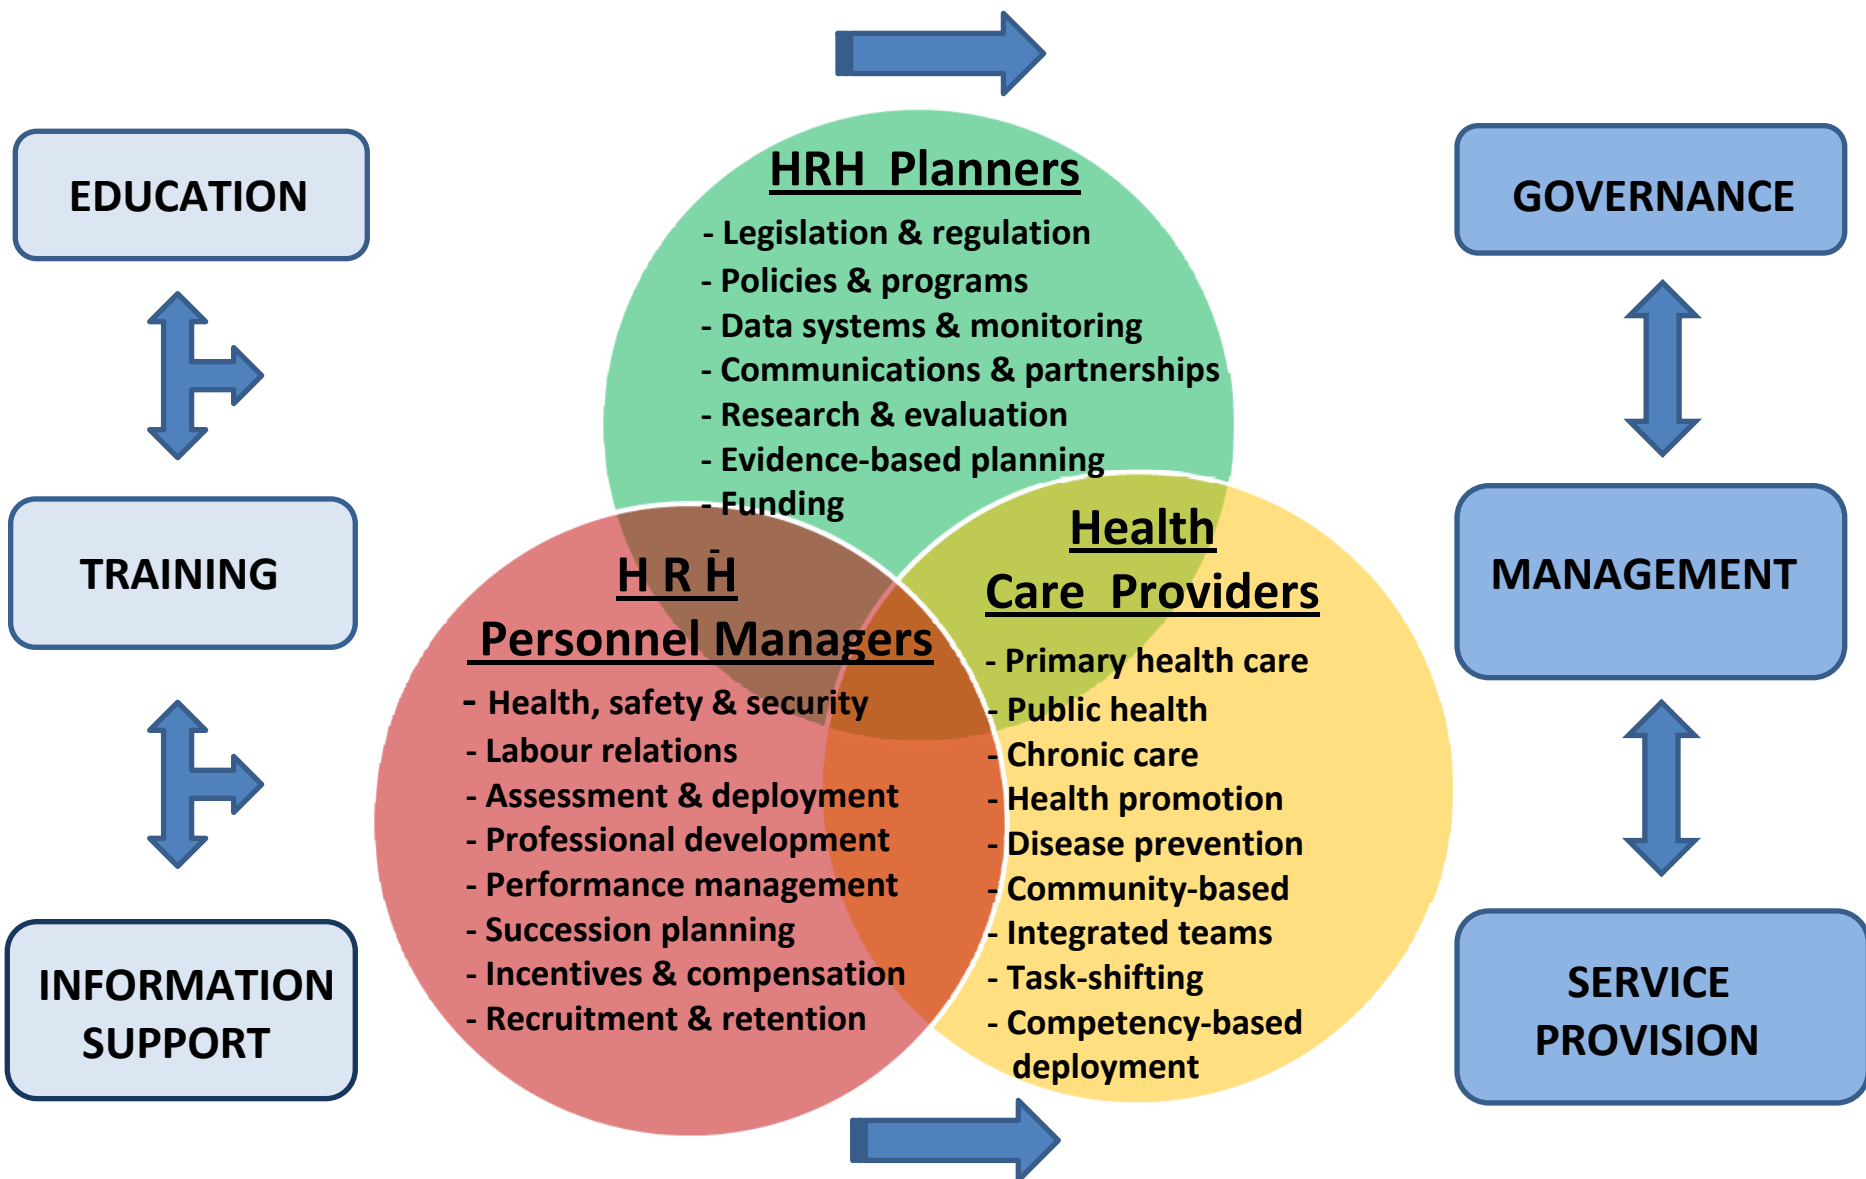 EDUCATION
TRAINING
INFORMATION
SUPPORT
HRH Planners
- Legislation & regulation
- Policies & programs
- Data systems & monitoring
- Communications & partnerships
- Research & evaluation
- Evidence-based planning
- Funding
-
H R H
Personnel Managers
- Health, safety & security
- Labour relations
- Assessment & deployment
- Professional development
- Performance management
- Succession planning
- Incentives & compensation
- Recruitment & retention
Health
Care Providers
- Primary health care
- Public health
- Chronic care
- Health promotion
- Disease prevention
- Community-based
- Integrated teams
- Task-shifting
- Competency-based
deployment
GOVERNANCE
MANAGEMENT
SERVICE
PROVISION